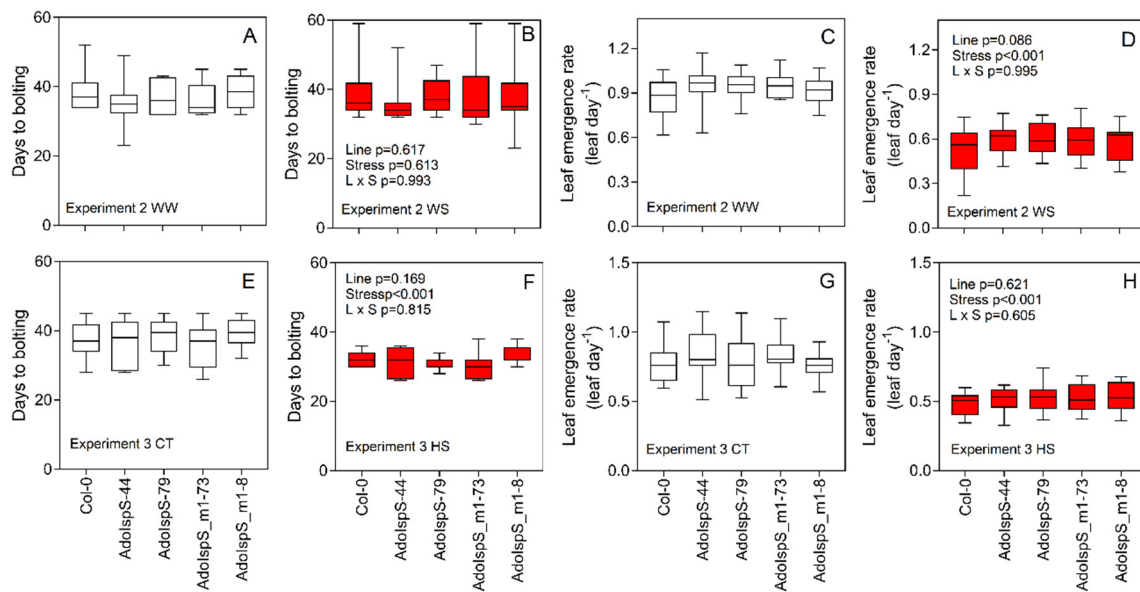 A
60
40
20
0
Days to bolting
Experiment 2 WW
B
60
40
20
0
Line p=0.617
Stress p=0.613
L x S p=0.993
Experiment 2 WS
C
1.2
0.9
0.6
0.3
0.0
Leaf emergence rate
(leaf day-1)
Experiment 2 WW
D
1.2
0.9
0.6
0.3
0.0
Leaf emergence rate
(leaf day-1)
Line p=0.086
Stress p<0.001
L x S p=0.995
Experiment 2 WS
E
60
40
20
0
Days to bolting
Experiment 3 CT
Col-0
AdoIspS-44
AdoIspS-79
AdoIspS_m1-73
AdoIspS_m1-8
F
60
40
20
0
Days to bolting
Line p=0.169
Stressp<0.001
L x S p=0.815
Experiment 3 HS
Col-0
AdoIspS-44
AdoIspS-79
AdoIspS_m1-73
AdoIspS_m1-8
G
1.5
1.0
0.5
0.0
Leaf emergence rate
(leaf day-1)
Experiment 3 CT
Col-0
AdoIspS-44
AdoIspS-79
AdoIspS_m1-73
AdoIspS_m1-8
H
1.5
1.0
0.5
0.0
Leaf emergence rate
(leaf day-1)
Line p=0.621
Stress p<0.001
L x S p=0.605
Experiment 3 HS
Col-0
AdoIspS-44
AdoIspS-79
AdoIspS_m1-73
AdoIspS_m1-8
Days to bolting